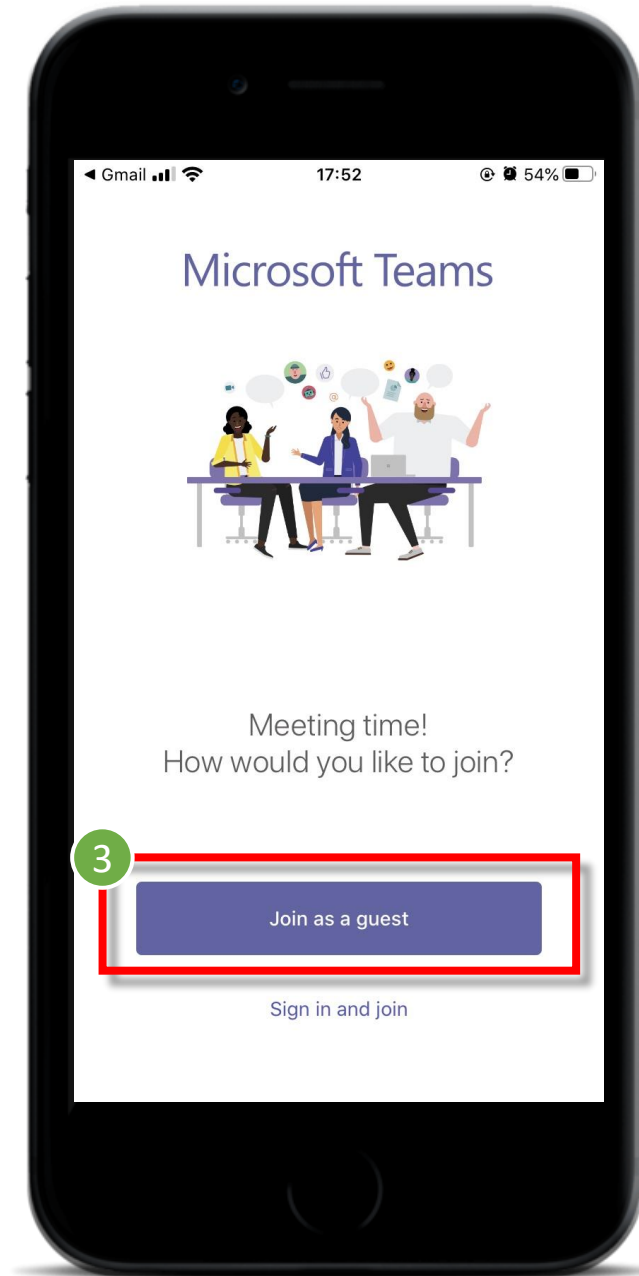 ◀ Gmail 17:52 54%
Microsoft Teams
@
Meeting time!
How would you like to join?
3
Join as a guest
Sign in and join